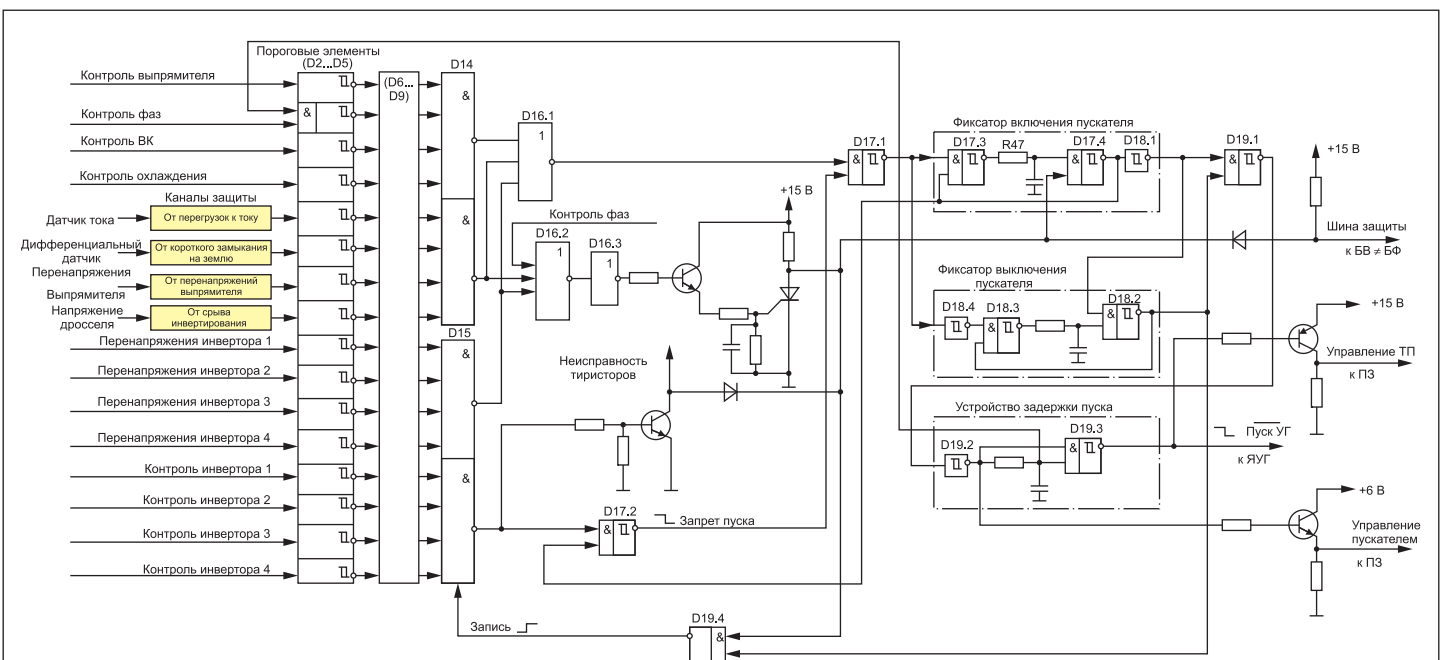 Пороговые элементы
(D2...D5)
(D6...
D9)
D14
&
&
Контроль выпрямителя
Контроль фаз
&
Контроль ВК
Контроль охлаждения
Каналы защиты
Датчик тока
От перегрузок к току
Дифференциальный
датчик
От короткого замыкания
на землю
Перенапряжения
Выпрямителя
От перенапряжений
выпрямителя
Напряжение
дросселя
От срыва
инвертирования
D15
&
&
Перенапряжения инвертора 1
Перенапряжения инвертора 2
Перенапряжения инвертора 3
Перенапряжения инвертора 4
Контроль инвертора 1
Контроль инвертора 2
Контроль инвертора 3
Контроль инвертора 4
D16.1
1
Контроль фаз
D16.2
1
D16.3
1
+15 В
Неисправность
тиристоров
D17.2
&
Запрет пуска
Запись
D19.4
&
D17.1
&
Фиксатор включения пускателя
D17.3
&
R47
D17.4
&
D18.1
D19.1
&
+15 В
Шина защиты
к БВ ≠ БФ
Фиксатор выключения
пускателя
D18.4
D18.3
&
D18.2
&
+15 В
Управление ТП
к ПЗ
Устройство задержки пуска
D19.2
D19.3
&
Пуск УГ
к ЯУГ
+6 В
Управление
пускателем
к ПЗ